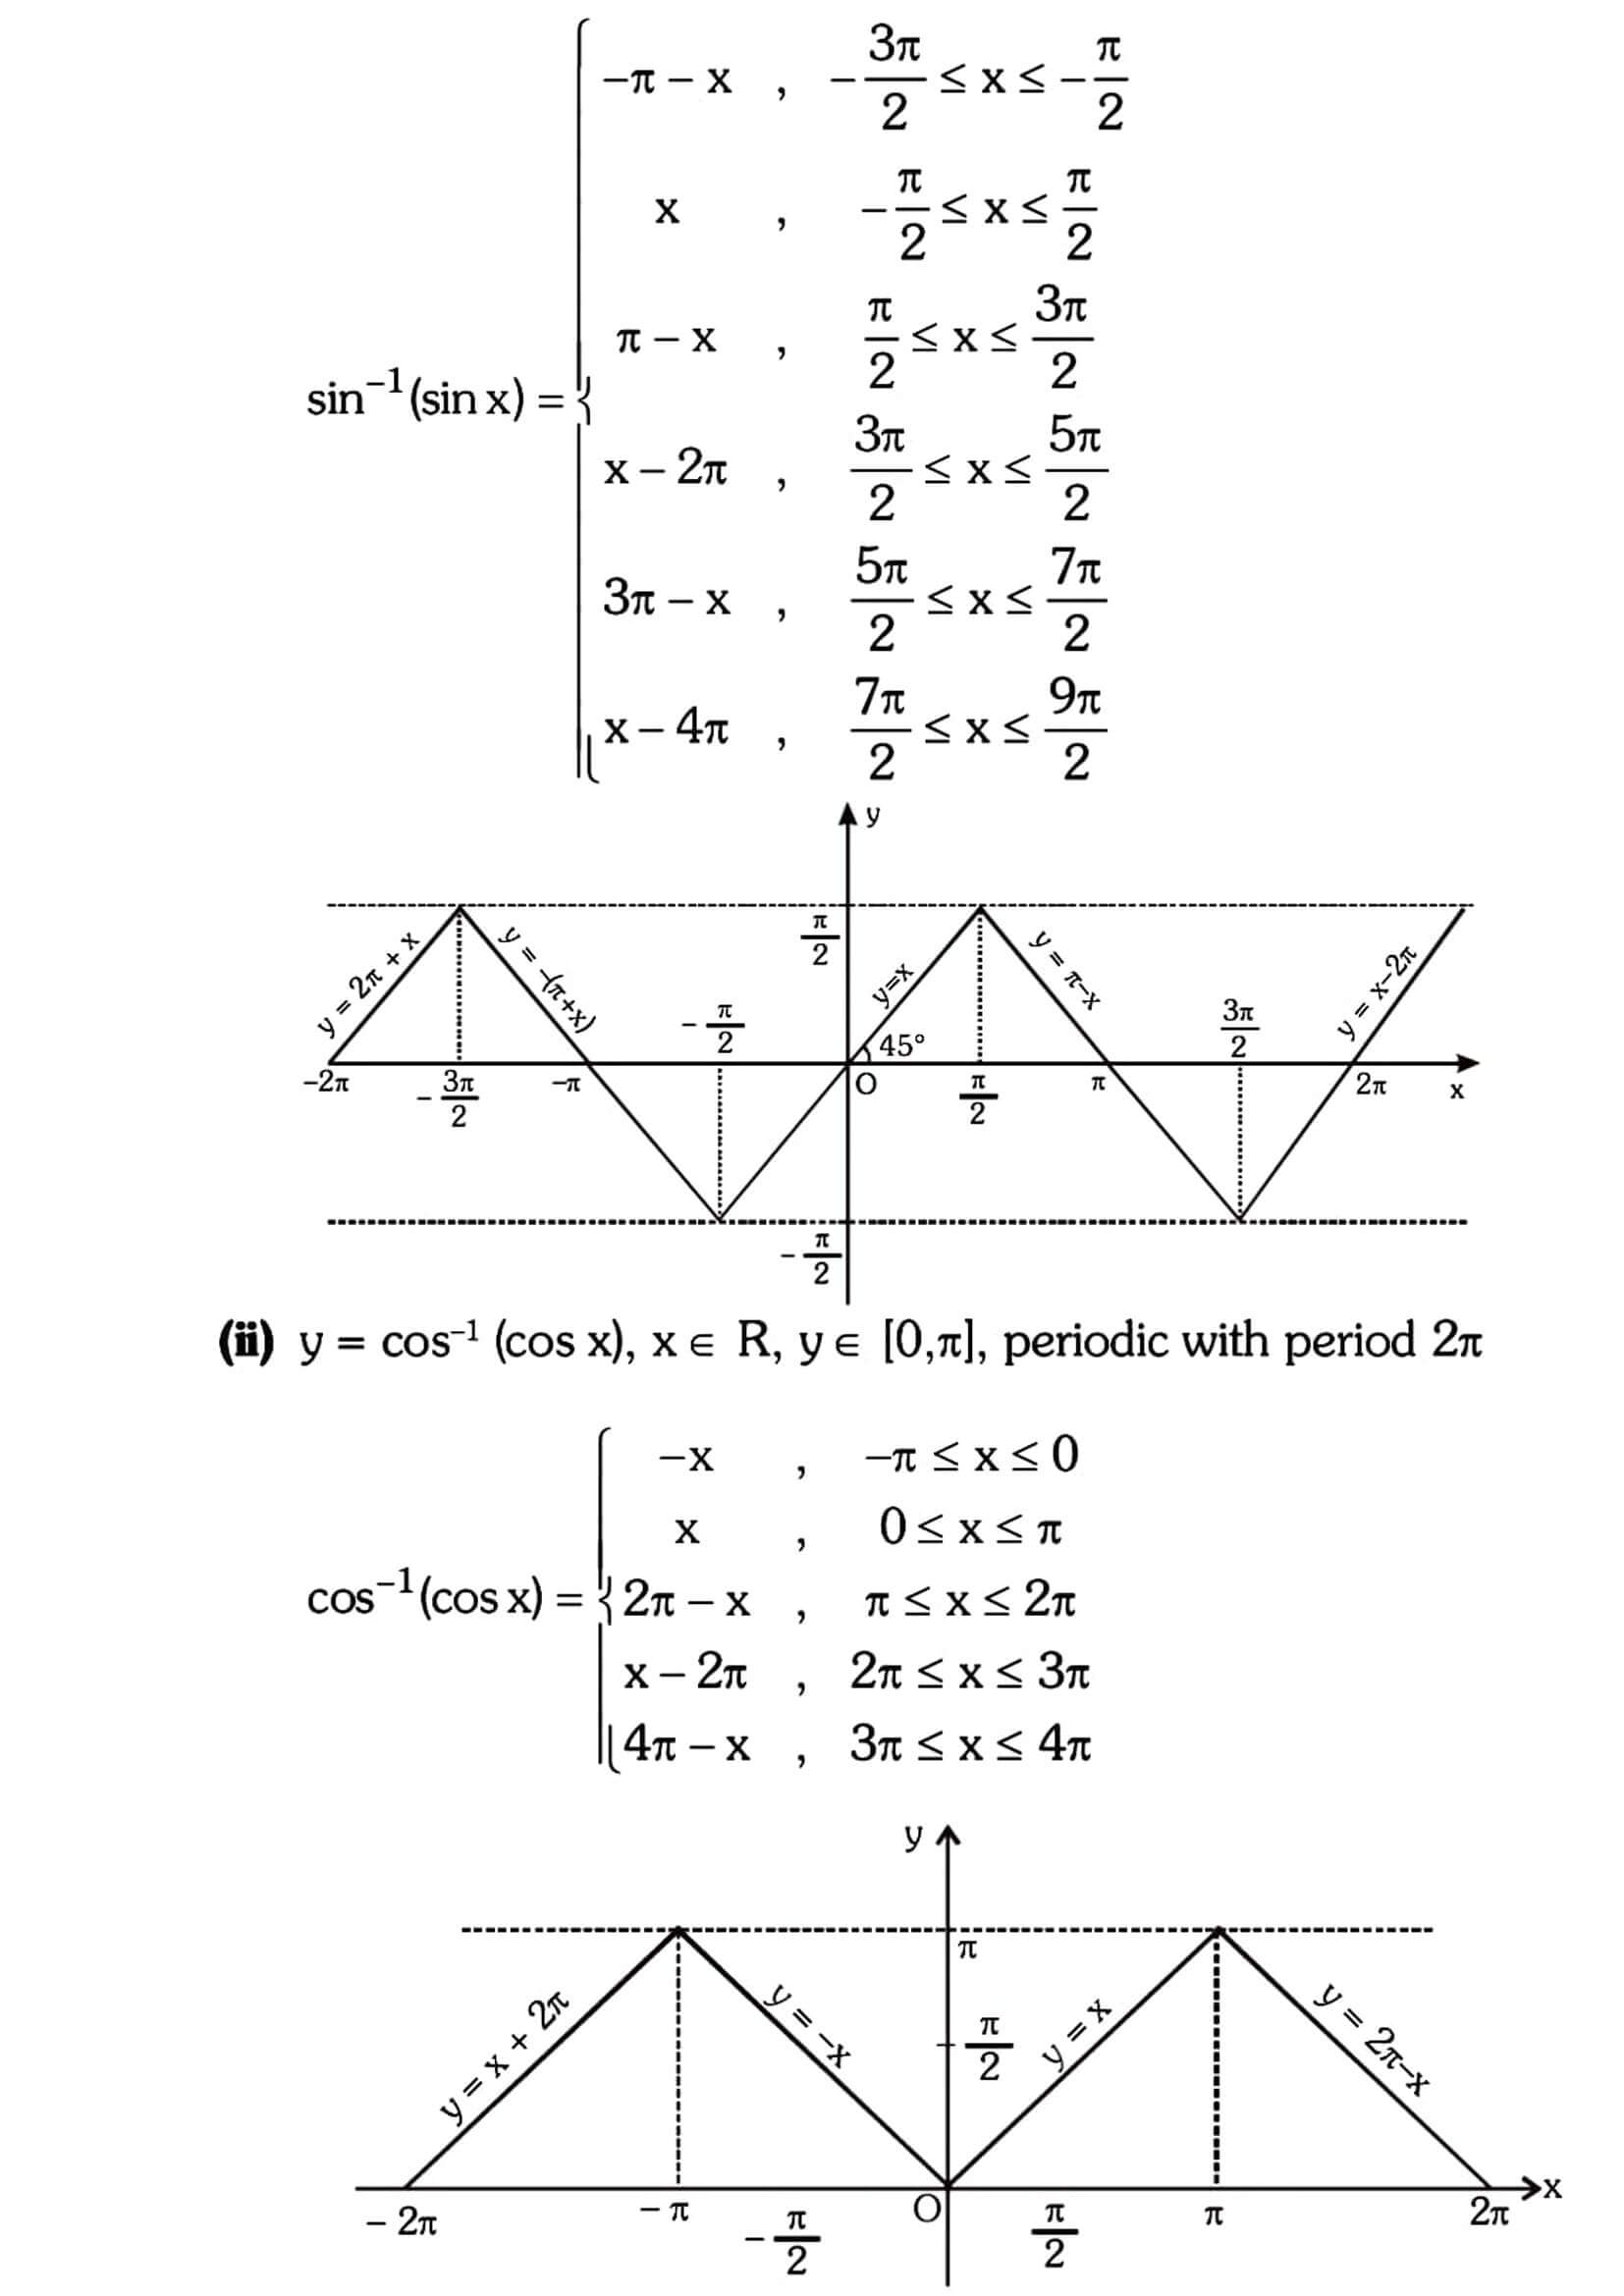 sin⁻¹(sin x) = {
−π − x , −3π/2 ≤ x ≤ −π/2
x , −π/2 ≤ x ≤ π/2
π − x , π/2 ≤ x ≤ 3π/2
x − 2π , 3π/2 ≤ x ≤ 5π/2
3π − x , 5π/2 ≤ x ≤ 7π/2
x − 4π , 7π/2 ≤ x ≤ 9π/2
y
π/2
y = 2π + x
y = −(π+x)
y=x
y = π−x
y = x−2π
−π/2
45°
3π/2
−2π
−3π/2
−π
O
π/2
π
2π
x
−π/2
(ii) y = cos⁻¹ (cos x), x ∈ R, y ∈ [0,π], periodic with period 2π
cos⁻¹(cos x) = {
−x , −π ≤ x ≤ 0
x , 0 ≤ x ≤ π
2π − x , π ≤ x ≤ 2π
x − 2π , 2π ≤ x ≤ 3π
4π − x , 3π ≤ x ≤ 4π
y
π
y = x + 2π
y = −x
π/2
y = x
y = 2π−x
x
− 2π
− π
−π/2
O
π/2
π
2π